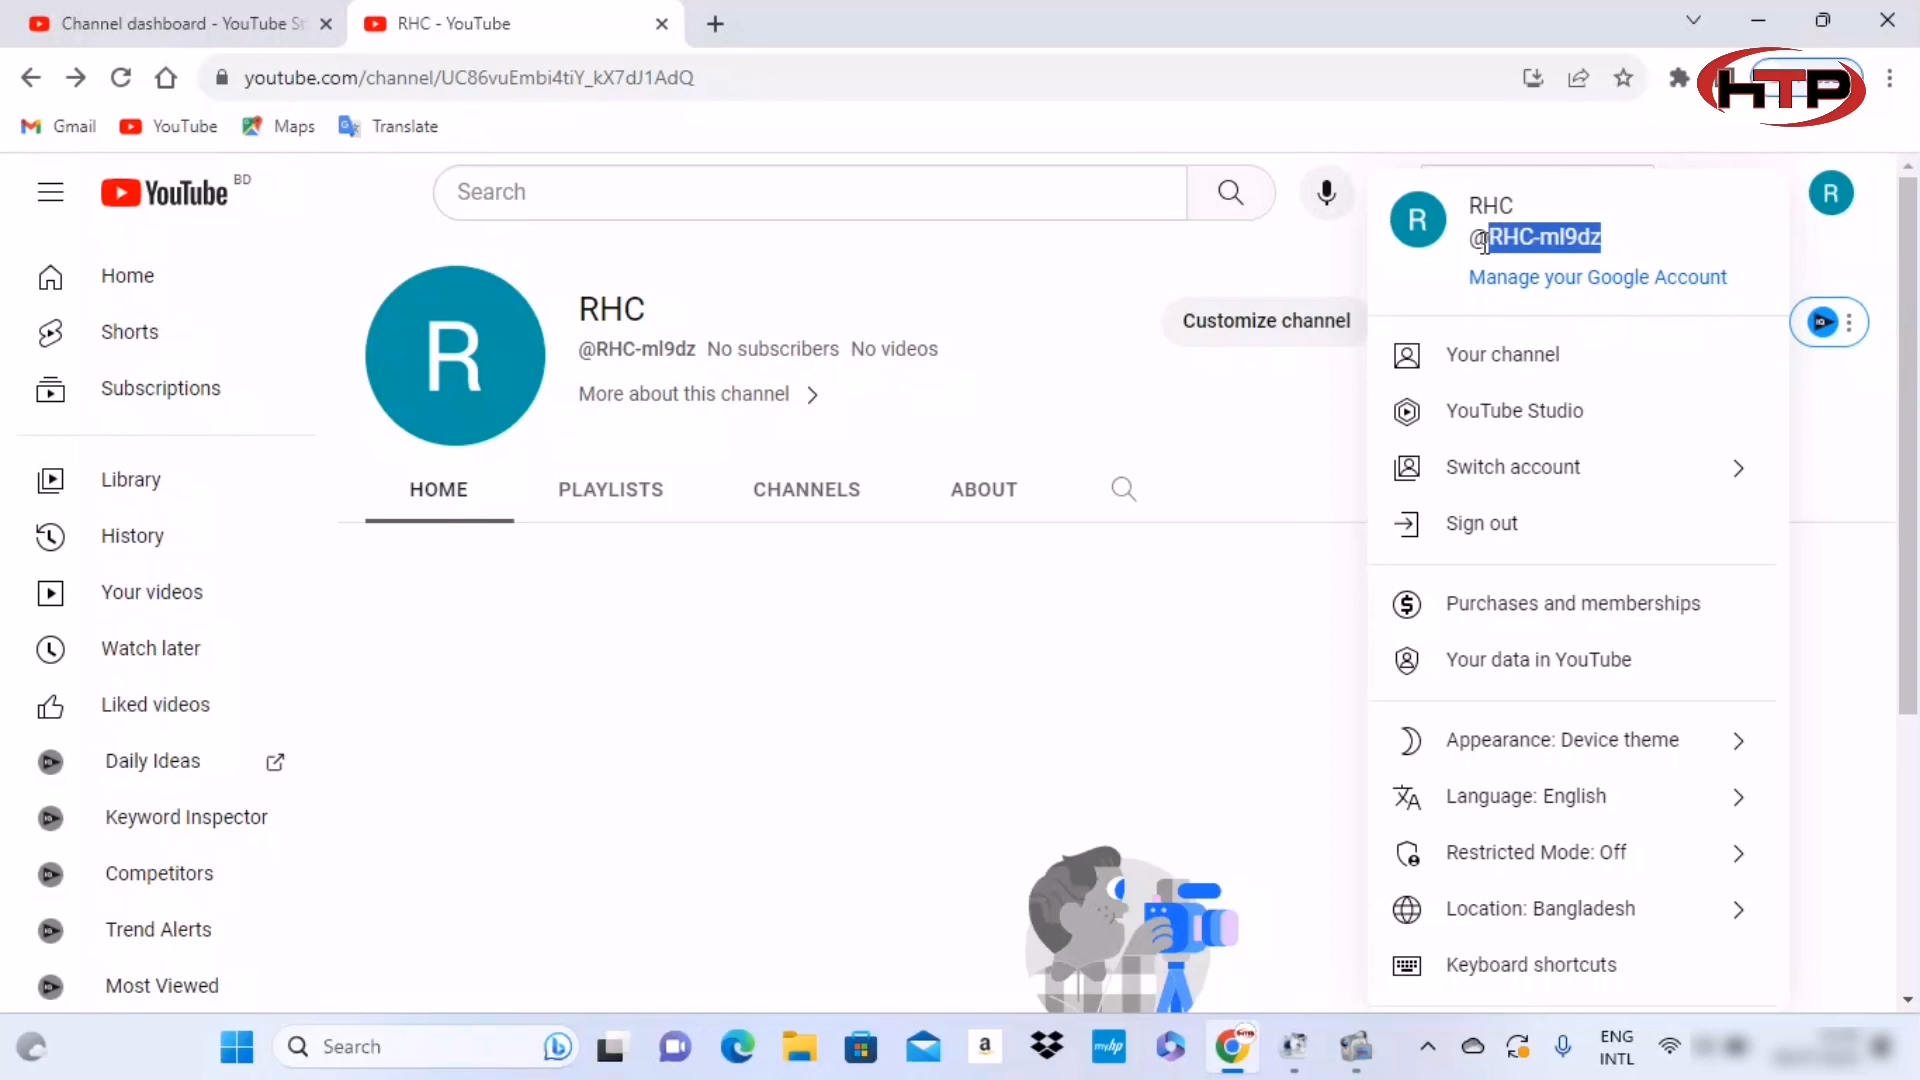 Channel dashboard - YouTube St
RHC - YouTube
youtube.com/channel/UC86vuEmbi4tiY_kX7dJ1AdQ
HTP
Gmail
YouTube
Maps
Translate
YouTube BD
Search
R
R
RHC
@RHC-ml9dz
Manage your Google Account
R
RHC
@RHC-ml9dz No subscribers No videos
More about this channel
Customize channel
HOME
PLAYLISTS
CHANNELS
ABOUT
Home
Shorts
Subscriptions
Library
History
Your videos
Watch later
Liked videos
Daily Ideas
Keyword Inspector
Competitors
Trend Alerts
Most Viewed
Your channel
YouTube Studio
Switch account
Sign out
Purchases and memberships
Your data in YouTube
Appearance: Device theme
Language: English
Restricted Mode: Off
Location: Bangladesh
Keyboard shortcuts
Search
ENG
INTL